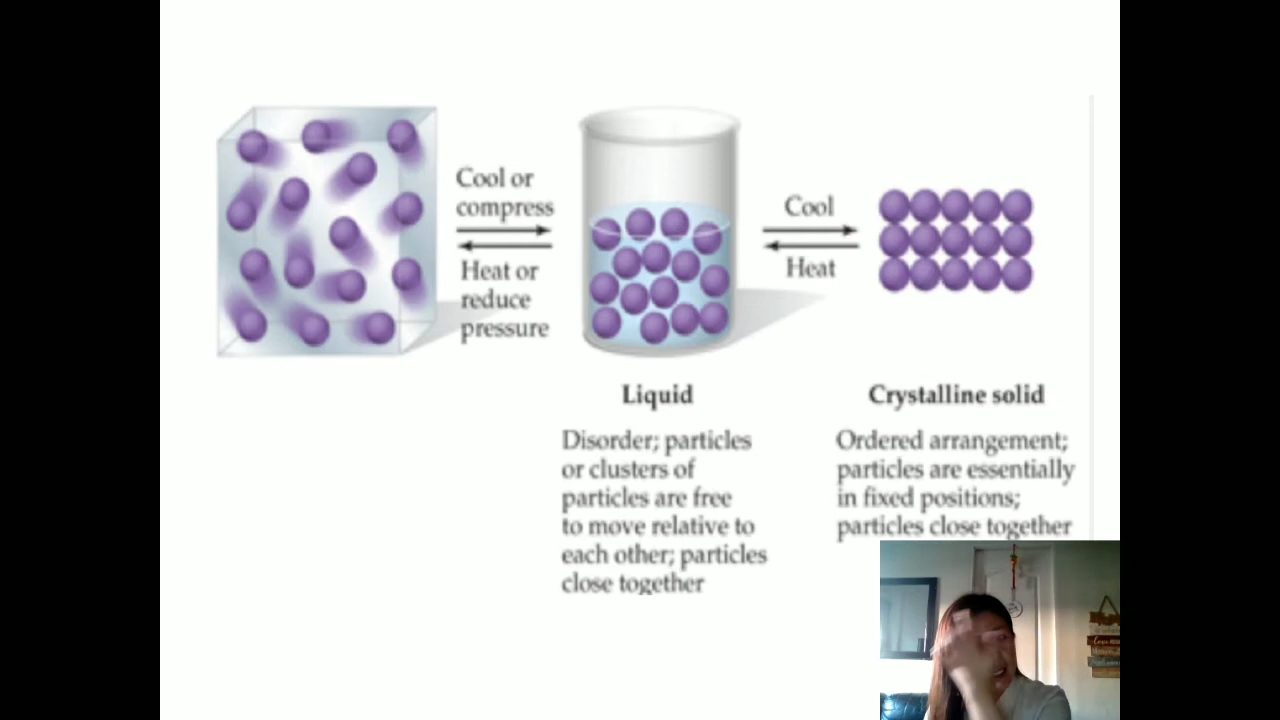 Cool or
compress
Heat or
reduce
pressure
Cool
Heat
Liquid
Disorder; particles
or clusters of
particles are free
to move relative to
each other; particles
close together
Crystalline solid
Ordered arrangement;
particles are essentially
in fixed positions;
particles close together